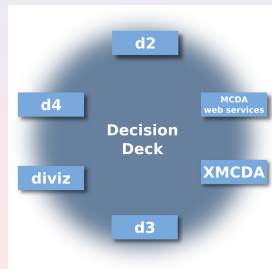 d2
d4
MCDA
web services
Decision
Deck
diviz
XMCDA
d3